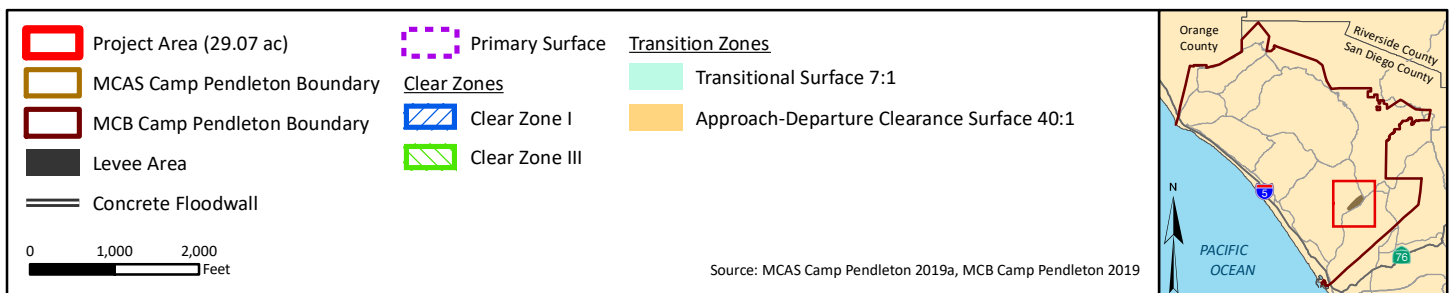 Project Area (29.07 ac)
MCAS Camp Pendleton Boundary
MCB Camp Pendleton Boundary
Levee Area
Concrete Floodwall
0 1,000 2,000
Feet
Primary Surface
Clear Zones
Clear Zone I
Clear Zone III
Transition Zones
Transitional Surface 7:1
Approach-Departure Clearance Surface 40:1
Source: MCAS Camp Pendleton 2019a, MCB Camp Pendleton 2019
Orange
County
Riverside County
San Diego County
N
5
76
PACIFIC
OCEAN